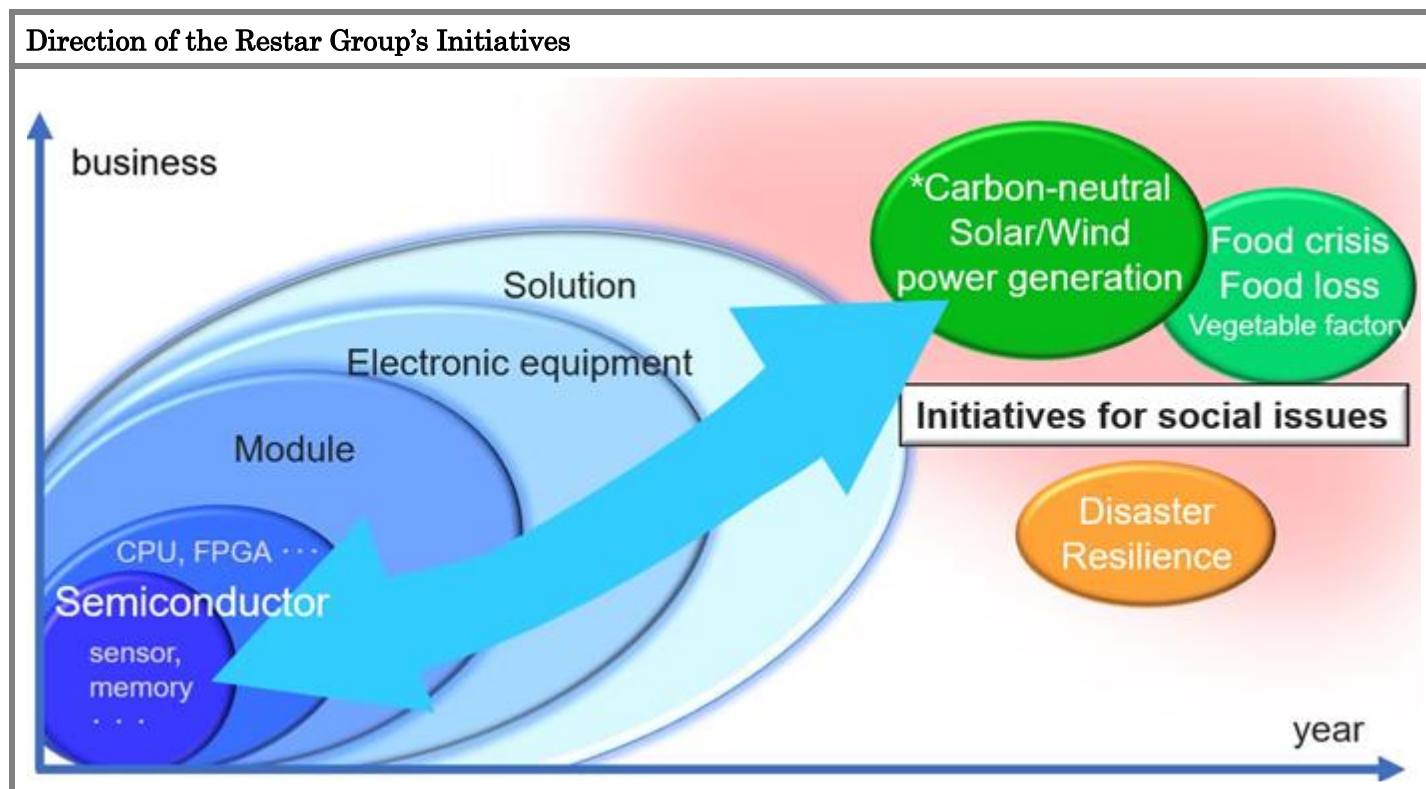 Direction of the Restar Group’s Initiatives
business
*Carbon-neutral
Solar/Wind
power generation
Food crisis
Food loss
Vegetable factory
Solution
Electronic equipment
Initiatives for social issues
Module
Disaster
Resilience
CPU, FPGA ···
Semiconductor
sensor,
memory
· · ·
year